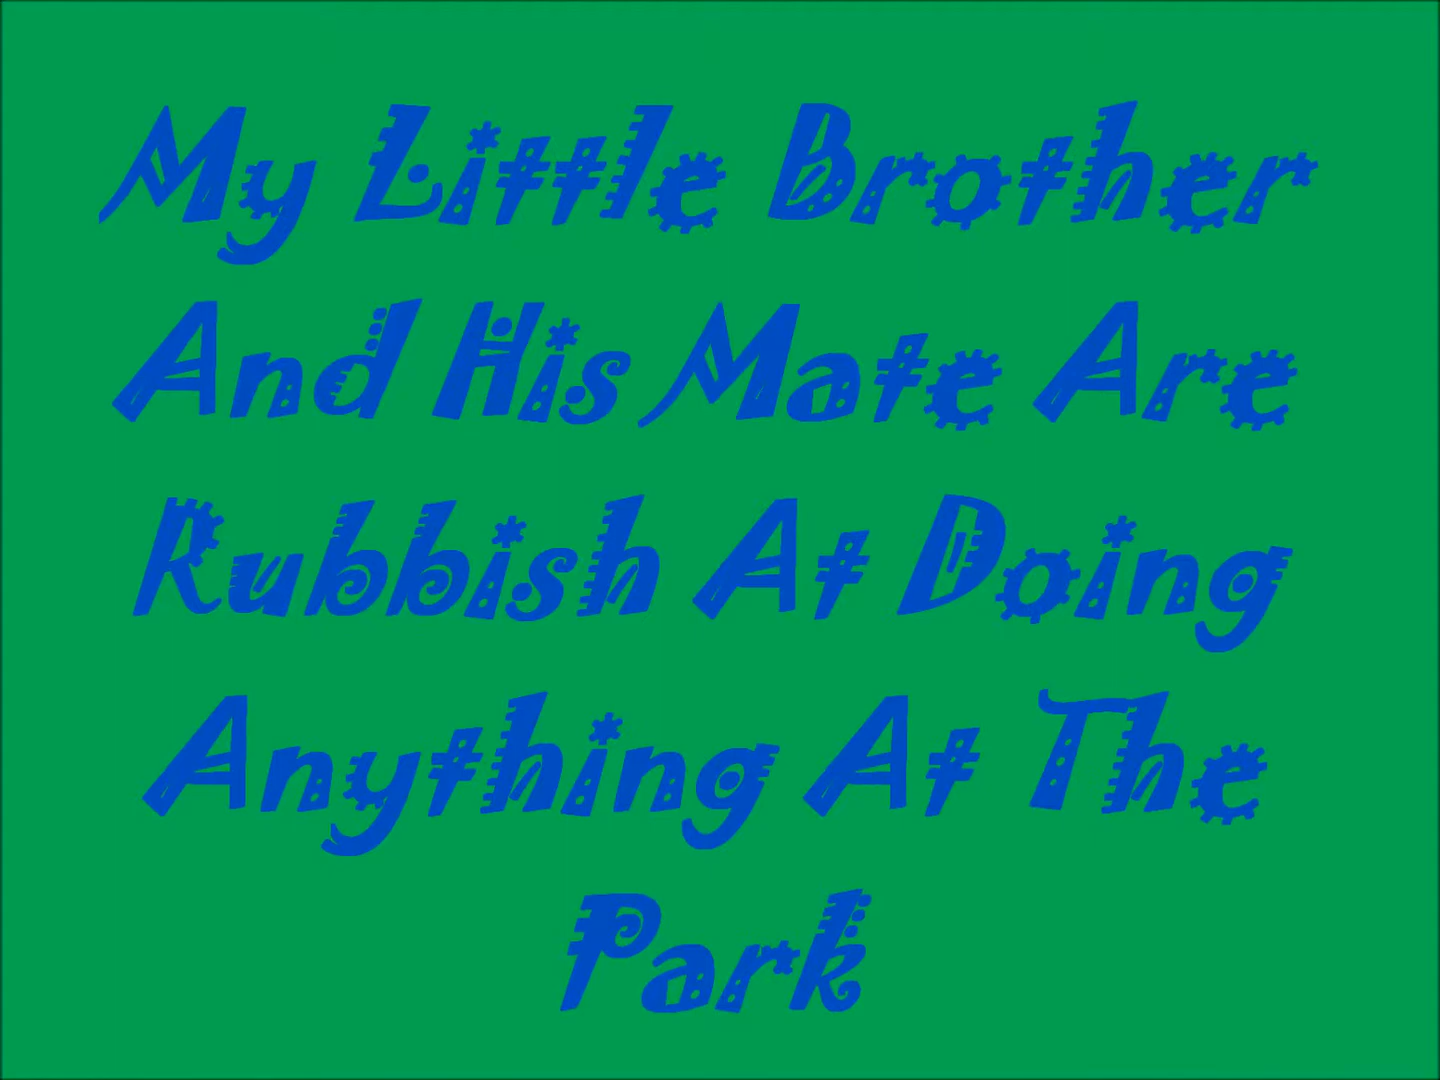 My Little Brother
And His Mate Are
Rubbish At Doing
Anything At The
Park